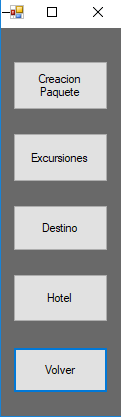 Creacion
Paquete
Excursiones
Destino
Hotel
Volver